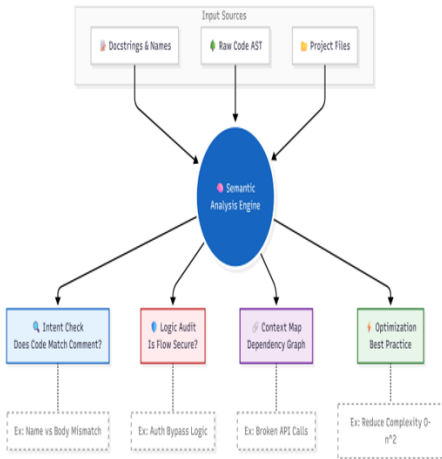 Input Sources
Docstrings & Names
Raw Code AST
Project Files
Semantic
Analysis Engine
Intent Check
Does Code Match Comment?
Logic Audit
Is Flow Secure?
Context Map
Dependency Graph
Optimization
Best Practice
Ex: Name vs Body Mismatch
Ex: Auth Bypass Logic
Ex: Broken API Calls
Ex: Reduce Complexity O-
n^2